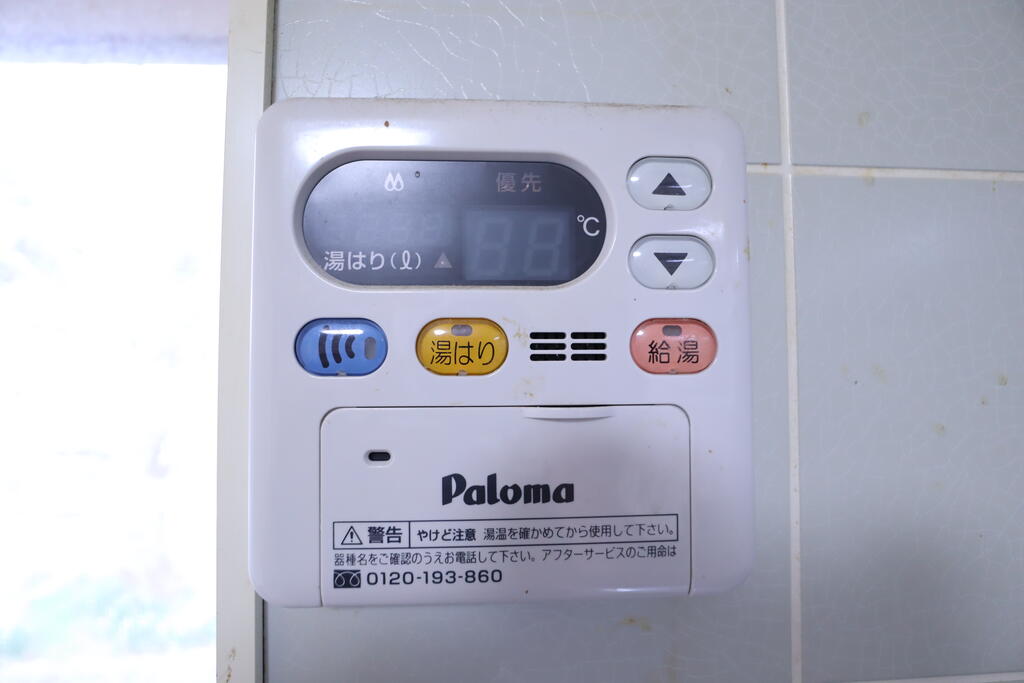 優先
℃
湯はり(ℓ)
湯はり
給湯
Paloma
警告 やけど注意 湯温を確かめてから使用して下さい。
器種名をご確認のうえお電話して下さい。アフターサービスのご用命は
0120-193-860